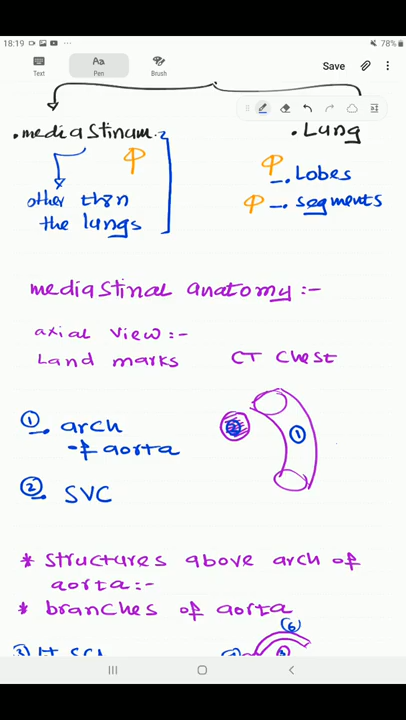 18:19 78%
Text Pen Brush Save
.mediastinum. .Lung
Φ Φ
other than -. Lobes
the lungs Φ -. segments
mediastinal anatomy :-
axial view :-
Land marks CT Chest
① arch
of aorta
② ①
② SVC
* structures above arch of
aorta :-
* branches of aorta
(6)